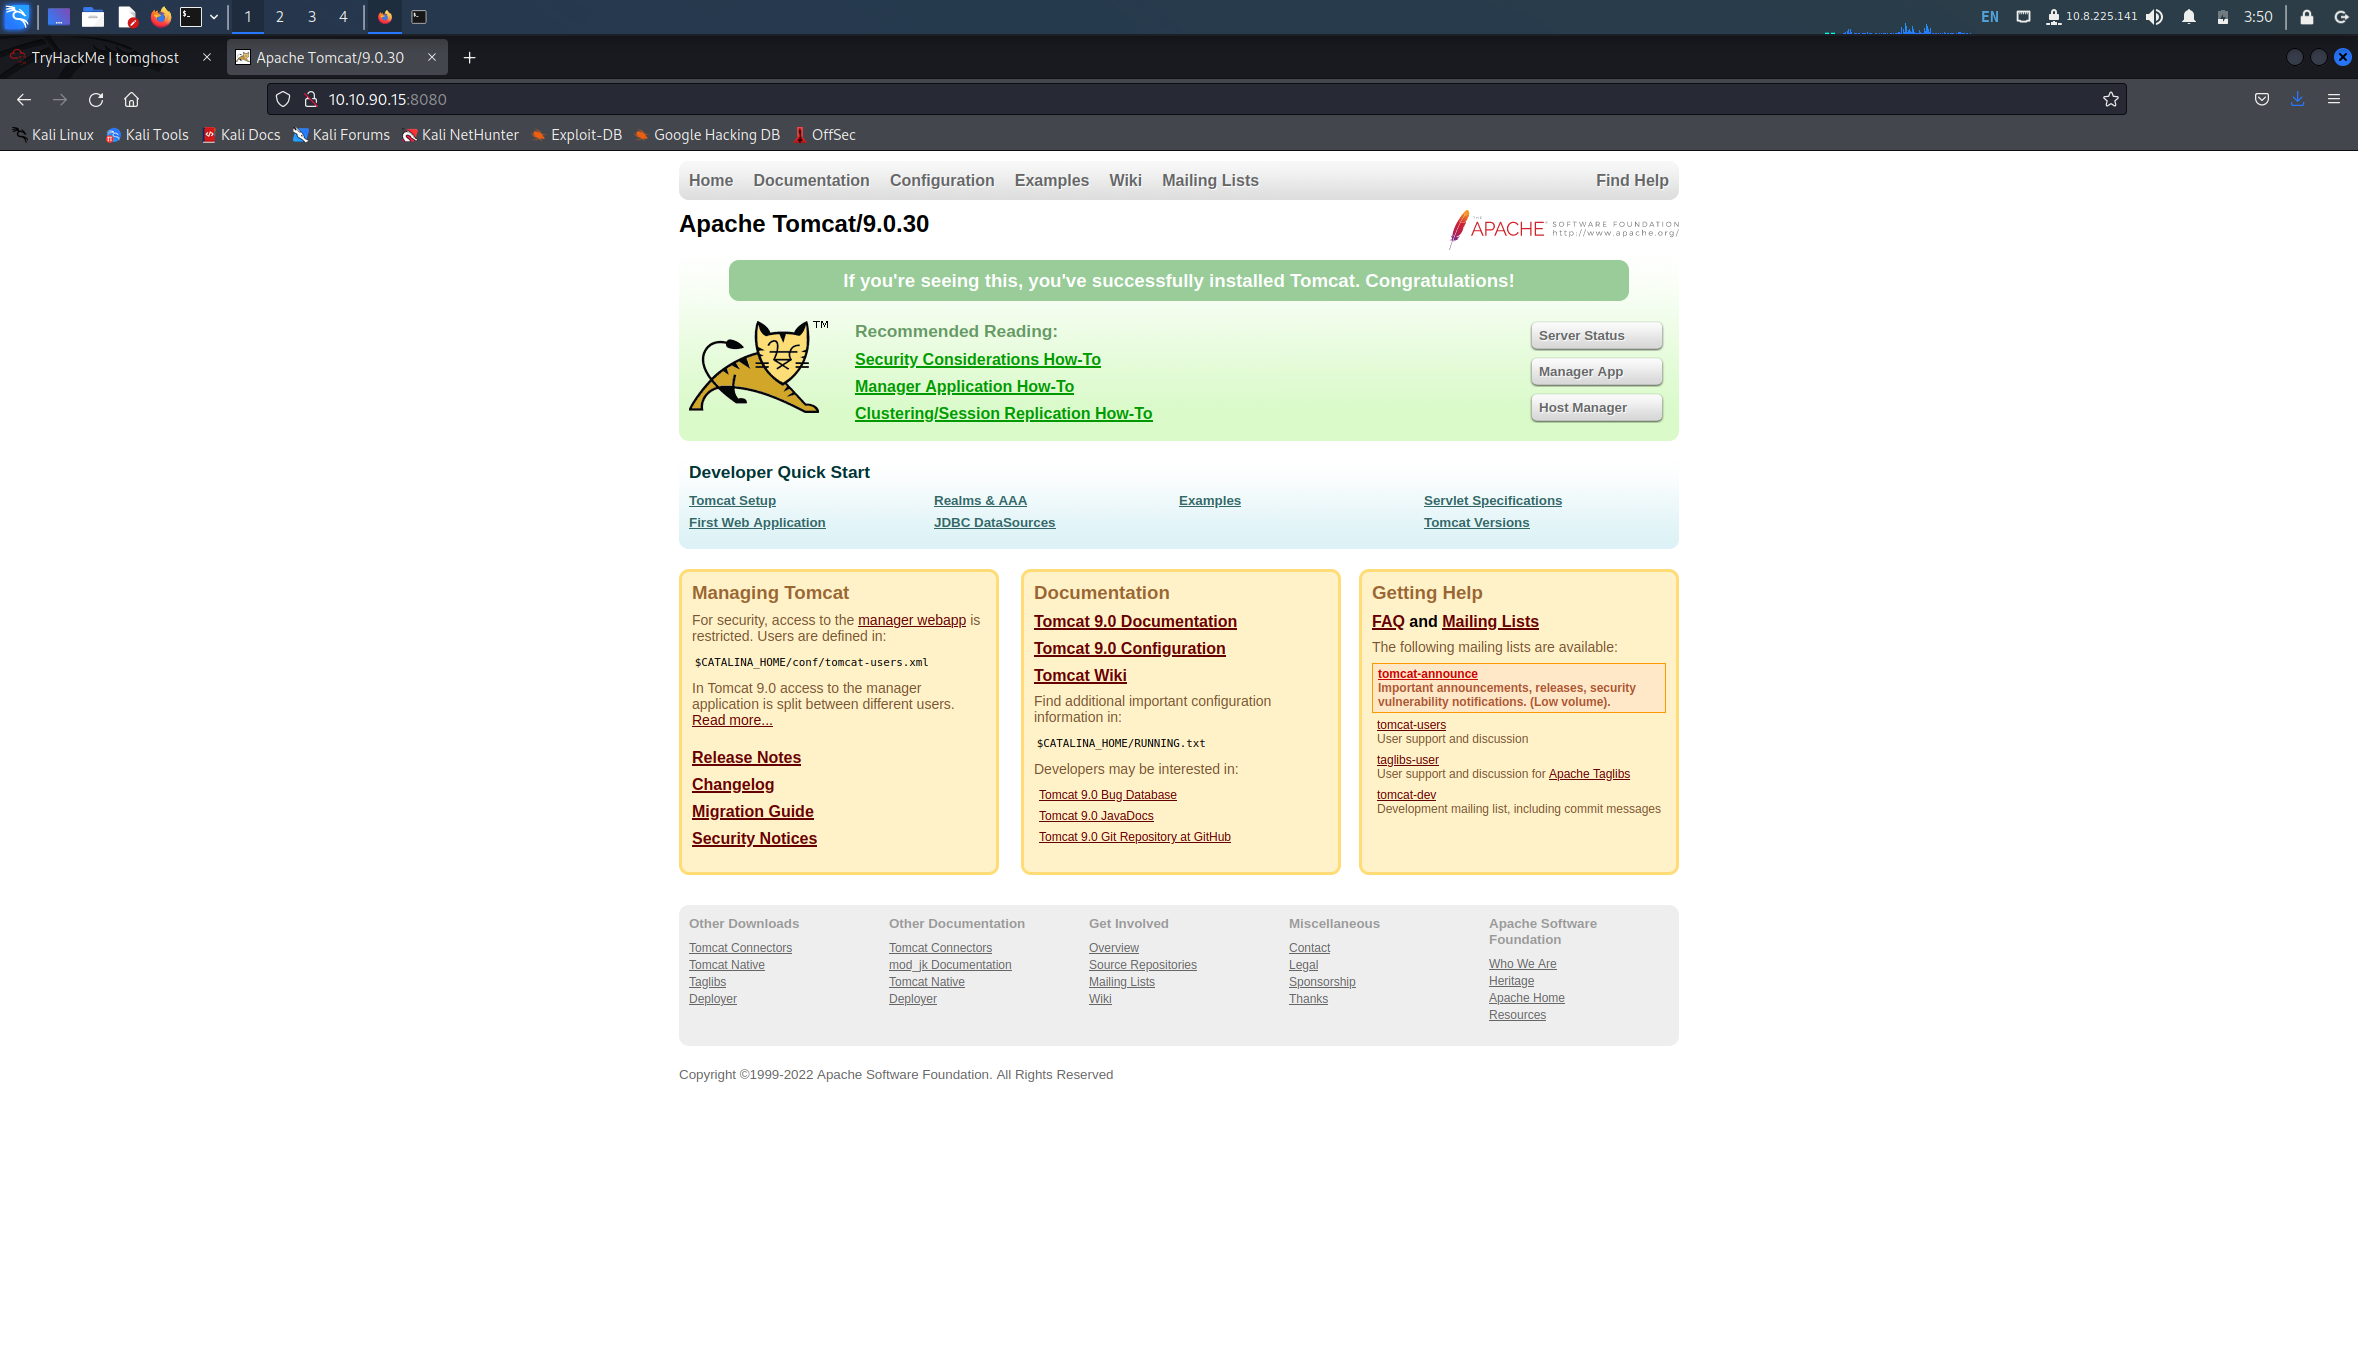 1 2 3 4
EN 10.8.225.141 3:50
TryHackMe | tomghost
Apache Tomcat/9.0.30
10.10.90.15:8080
Kali Linux Kali Tools Kali Docs Kali Forums Kali NetHunter Exploit-DB Google Hacking DB OffSec
Home Documentation Configuration Examples Wiki Mailing Lists Find Help
Apache Tomcat/9.0.30
THE APACHE™ SOFTWARE FOUNDATION
http://www.apache.org/
If you're seeing this, you've successfully installed Tomcat. Congratulations!
TM
Recommended Reading:
Security Considerations How-To
Manager Application How-To
Clustering/Session Replication How-To
Server Status
Manager App
Host Manager
Developer Quick Start
Tomcat Setup
First Web Application
Realms & AAA
JDBC DataSources
Examples
Servlet Specifications
Tomcat Versions
Managing Tomcat
For security, access to the manager webapp is
restricted. Users are defined in:
$CATALINA_HOME/conf/tomcat-users.xml
In Tomcat 9.0 access to the manager
application is split between different users.
Read more...
Release Notes
Changelog
Migration Guide
Security Notices
Documentation
Tomcat 9.0 Documentation
Tomcat 9.0 Configuration
Tomcat Wiki
Find additional important configuration
information in:
$CATALINA_HOME/RUNNING.txt
Developers may be interested in:
Tomcat 9.0 Bug Database
Tomcat 9.0 JavaDocs
Tomcat 9.0 Git Repository at GitHub
Getting Help
FAQ and Mailing Lists
The following mailing lists are available:
tomcat-announce
Important announcements, releases, security
vulnerability notifications. (Low volume).
tomcat-users
User support and discussion
taglibs-user
User support and discussion for Apache Taglibs
tomcat-dev
Development mailing list, including commit messages
Other Downloads
Tomcat Connectors
Tomcat Native
Taglibs
Deployer
Other Documentation
Tomcat Connectors
mod_jk Documentation
Tomcat Native
Deployer
Get Involved
Overview
Source Repositories
Mailing Lists
Wiki
Miscellaneous
Contact
Legal
Sponsorship
Thanks
Apache Software
Foundation
Who We Are
Heritage
Apache Home
Resources
Copyright ©1999-2022 Apache Software Foundation. All Rights Reserved